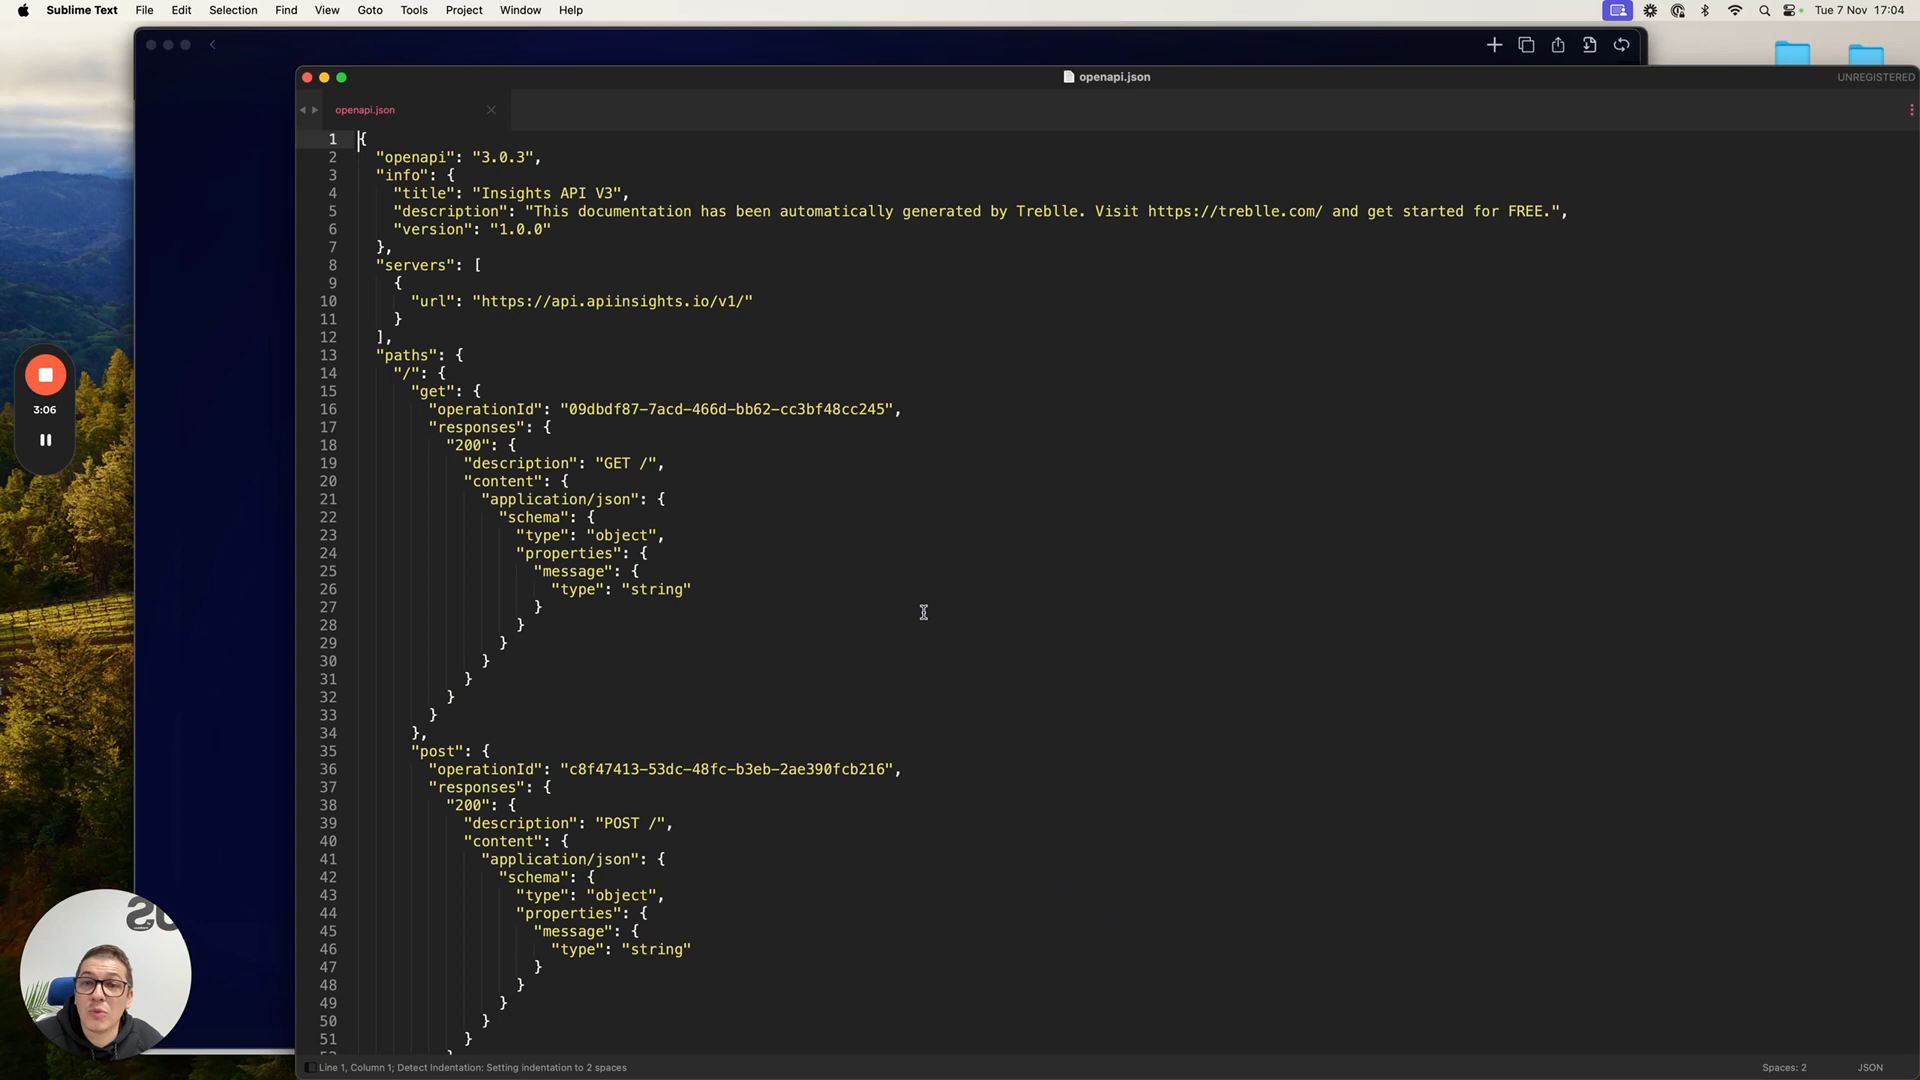 Sublime Text File Edit Selection Find View Goto Tools Project Window Help Tue 7 Nov 17:04
openapi.json UNREGISTERED
openapi.json
1 {
2 "openapi": "3.0.3",
3 "info": {
4 "title": "Insights API V3",
5 "description": "This documentation has been automatically generated by Treblle. Visit https://treblle.com/ and get started for FREE.",
6 "version": "1.0.0"
7 },
8 "servers": [
9 {
10 "url": "https://api.apiinsights.io/v1/"
11 }
12 ],
13 "paths": {
14 "/": {
15 "get": {
16 "operationId": "09dbdf87-7acd-466d-bb62-cc3bf48cc245",
17 "responses": {
18 "200": {
19 "description": "GET /",
20 "content": {
21 "application/json": {
22 "schema": {
23 "type": "object",
24 "properties": {
25 "message": {
26 "type": "string"
27 }
28 }
29 }
30 }
31 }
32 }
33 }
34 },
35 "post": {
36 "operationId": "c8f47413-53dc-48fc-b3eb-2ae390fcb216",
37 "responses": {
38 "200": {
39 "description": "POST /",
40 "content": {
41 "application/json": {
42 "schema": {
43 "type": "object",
44 "properties": {
45 "message": {
46 "type": "string"
47 }
48 }
49 }
50 }
51 }
3:06
Line 1, Column 1; Detect Indentation: Setting indentation to 2 spaces Spaces: 2 JSON